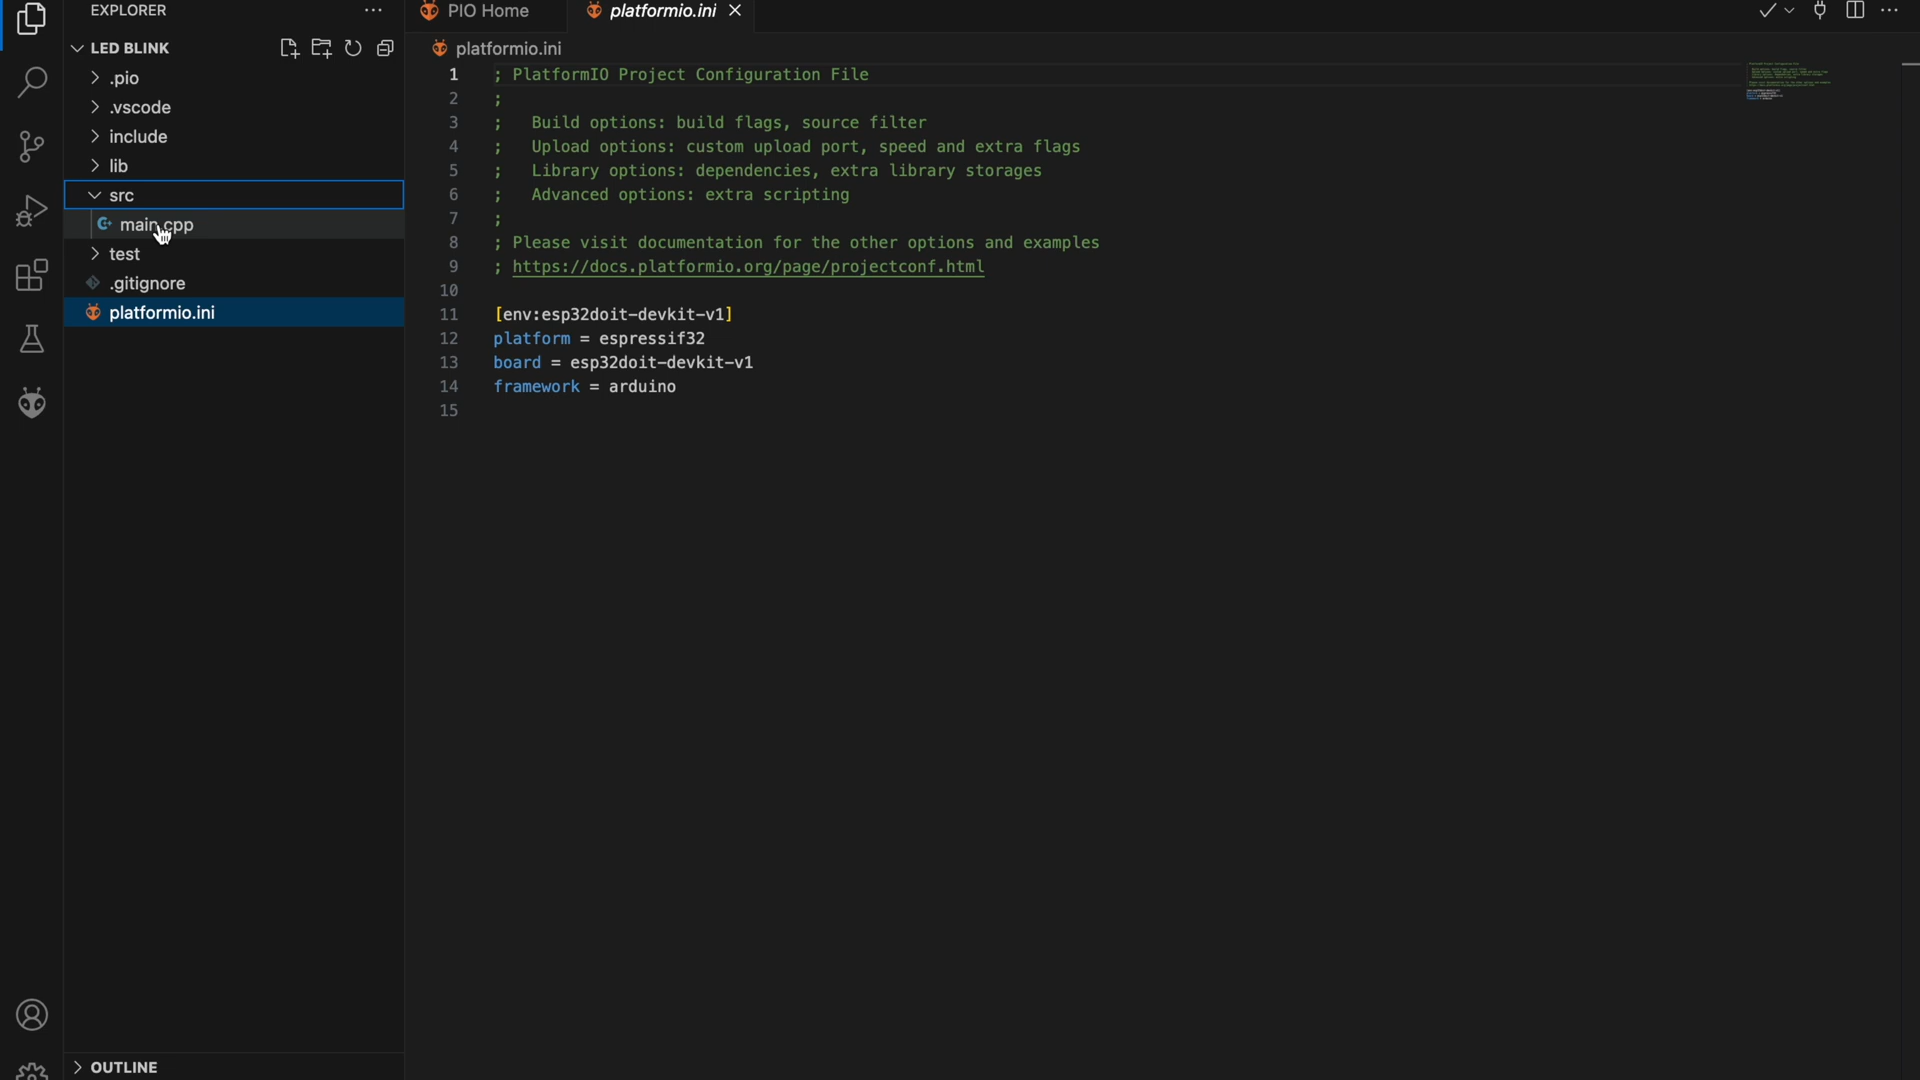 EXPLORER
LED BLINK
.pio
.vscode
include
lib
src
main.cpp
test
.gitignore
platformio.ini
OUTLINE
PIO Home
platformio.ini
platformio.ini
1 ; PlatformIO Project Configuration File
2 ;
3 ;   Build options: build flags, source filter
4 ;   Upload options: custom upload port, speed and extra flags
5 ;   Library options: dependencies, extra library storages
6 ;   Advanced options: extra scripting
7 ;
8 ; Please visit documentation for the other options and examples
9 ; https://docs.platformio.org/page/projectconf.html
10
11 [env:esp32doit-devkit-v1]
12 platform = espressif32
13 board = esp32doit-devkit-v1
14 framework = arduino
15